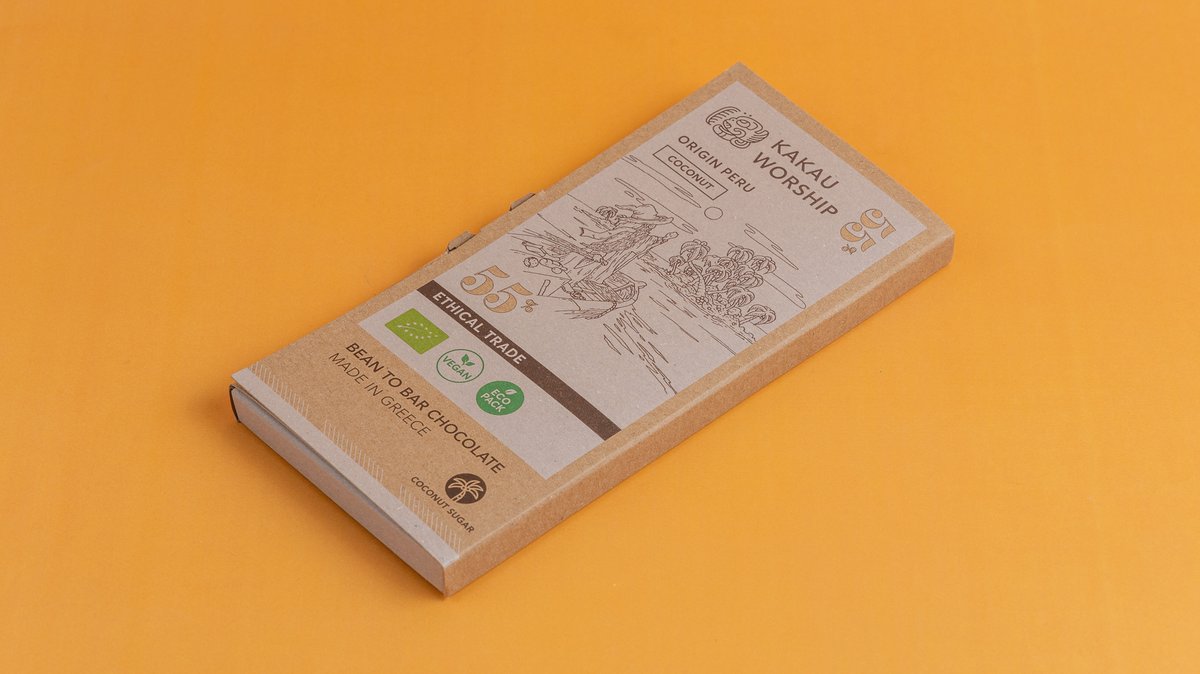 KAKAU
WORSHIP
ORIGIN PERU
COCONUT
55
55%
ETHICAL TRADE
VEGAN
ECO
PACK
BEAN TO BAR CHOCOLATE
MADE IN GREECE
COCONUT SUGAR